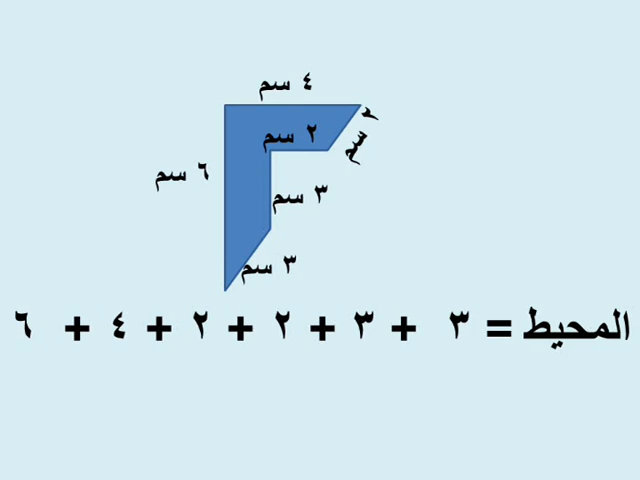 ٤ سم
٢ سم
٢ سم
٦ سم
٣ سم
٣ سم
المحيط = ٣ + ٣ + ٢ + ٢ + ٤ + ٦